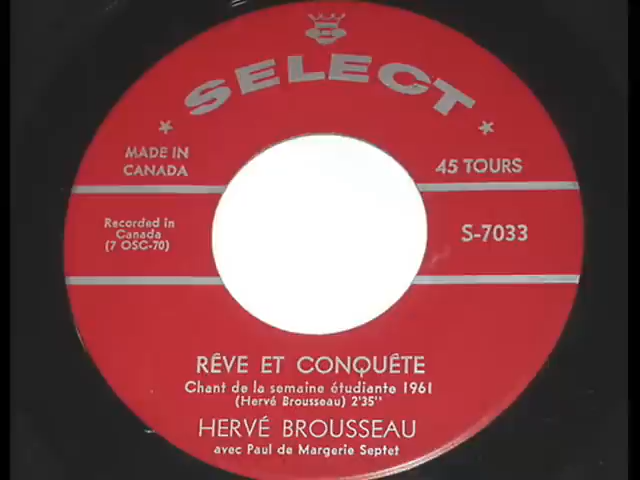 SELECT
MADE IN
CANADA
45 TOURS
Recorded in
Canada
(7 OSC-70)
S-7033
RÊVE ET CONQUÊTE
Chant de la semaine étudiante 1961
(Hervé Brousseau) 2'35''
HERVÉ BROUSSEAU
avec Paul de Margerie Septet